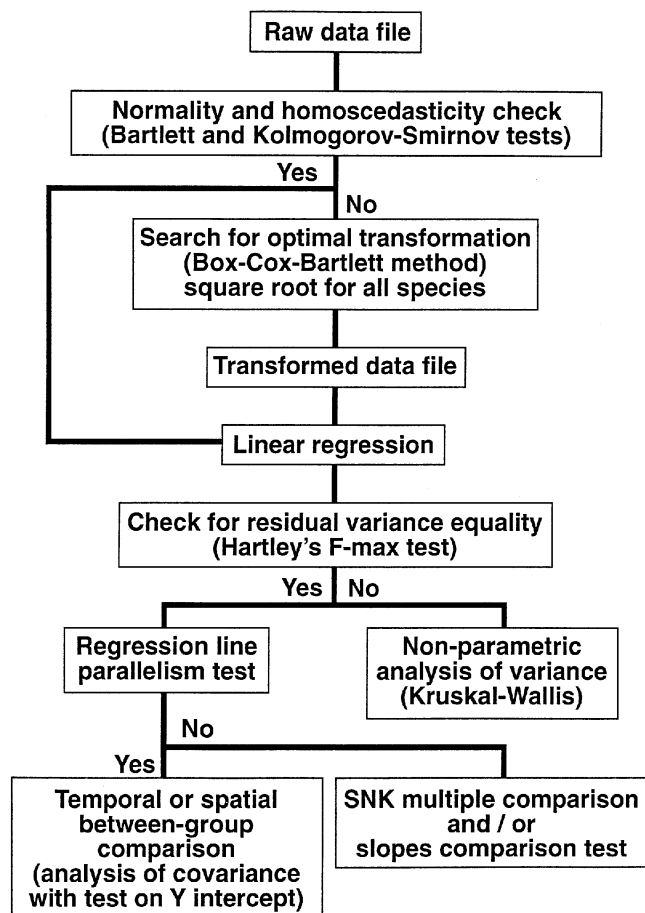 Raw data file
Normality and homoscedasticity check
(Bartlett and Kolmogorov-Smirnov tests)
Yes
No
Search for optimal transformation
(Box-Cox-Bartlett method)
square root for all species
Transformed data file
Linear regression
Check for residual variance equality
(Hartley's F-max test)
Yes No
Regression line
parallelism test
Non-parametric
analysis of variance
(Kruskal-Wallis)
No
Yes
Temporal or spatial
between-group
comparison
(analysis of covariance
with test on Y intercept)
SNK multiple comparison
and / or
slopes comparison test